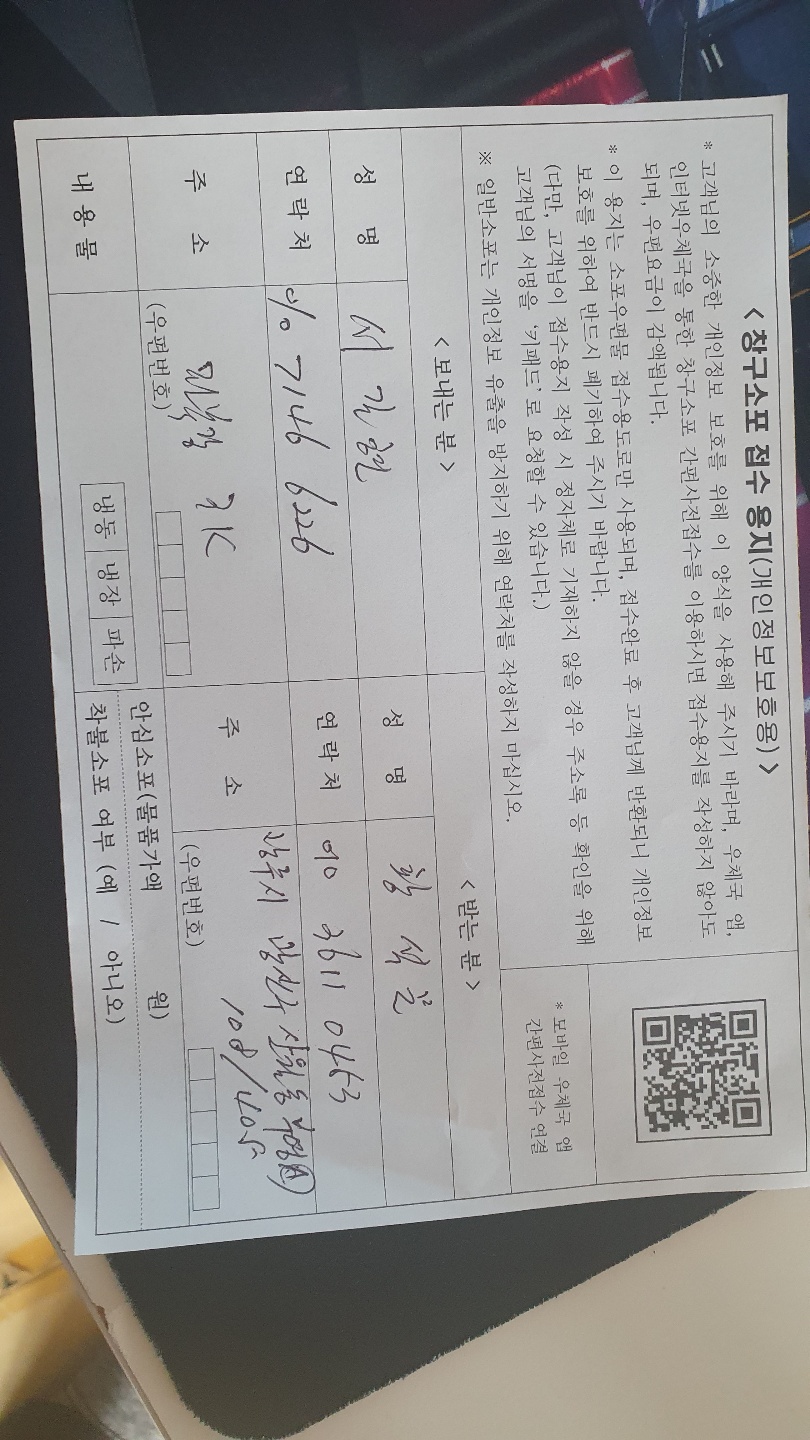 < 창구소포 접수 용지(개인정보보호용) >
* 고객님의 소중한 개인정보 보호를 위해 이 양식을 사용해 주시기 바라며, 우체국 앱,
인터넷우체국을 통한 창구소포 간편사전접수를 이용하시면 접수용지를 작성하지 않아도
되며, 우편요금이 감액됩니다.
* 이 용지는 소포우편물 접수용도로만 사용되며, 접수완료 후 고객님께 반환되니 개인정보
보호를 위하여 반드시 폐기하여 주시기 바랍니다.
(다만, 고객님이 접수용지 작성 시 정자체로 기재하지 않을 경우 주소록 등 확인을 위해
고객님의 서명을 '키패드'로 요청할 수 있습니다.)
※ 일반소포는 개인정보 유출을 방지하기 위해 연락처를 작성하지 마십시오.
* 모바일 우체국 앱
간편사전접수 연결
< 보내는 분 >
성 명 서
연 락 처 010 7146 6226
주 소
(우편번호)
내 용 물
냉동 냉장 파손
< 받는 분 >
성 명 황
연 락 처 010 3611 0453
주 소 광주시 광산구
108/405
(우편번호)
안심소포(물품가액 원)
착불소포 여부 (예 / 아니오)